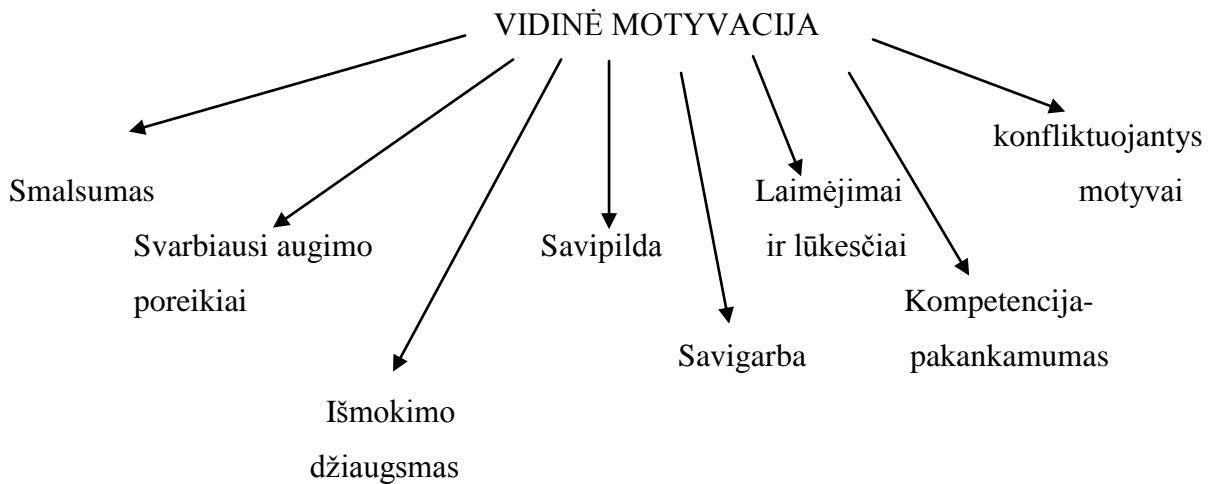 VIDINĖ MOTYVACIJA
Smalsumas
Svarbiausi augimo
poreikiai
Išmokimo
džiaugsmas
Savipilda
Savigarba
Laimėjimai
ir lūkesčiai
Kompetencija-
pakankamumas
konfliktuojantys
motyvai